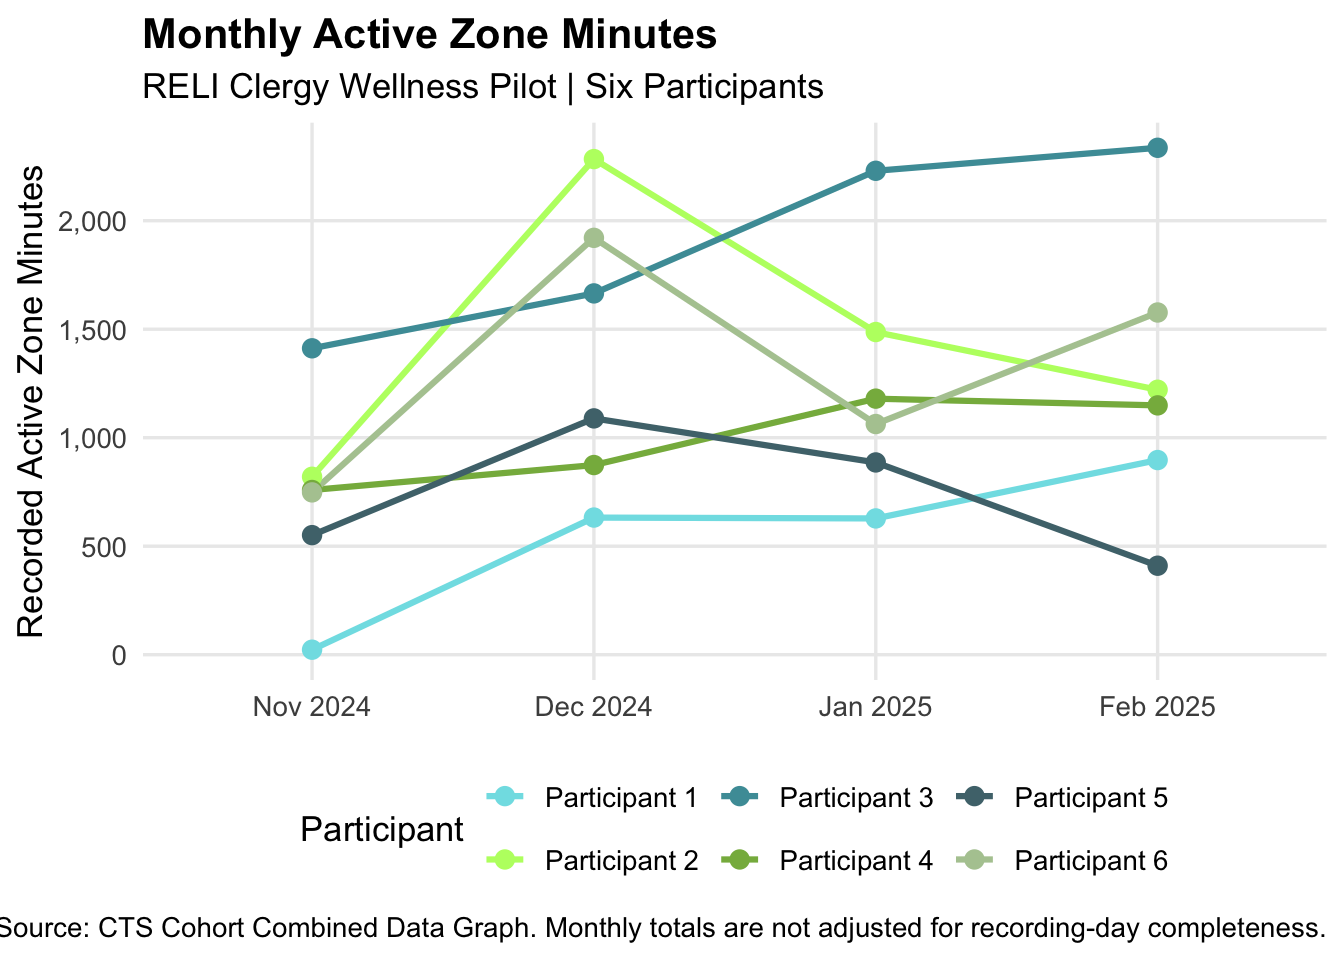 Monthly Active Zone Minutes
RELI Clergy Wellness Pilot | Six Participants
Recorded Active Zone Minutes
2,000
1,500
1,000
500
0
Nov 2024 Dec 2024 Jan 2025 Feb 2025
Participant
Participant 1 Participant 3 Participant 5
Participant 2 Participant 4 Participant 6
Source: CTS Cohort Combined Data Graph. Monthly totals are not adjusted for recording-day completeness.